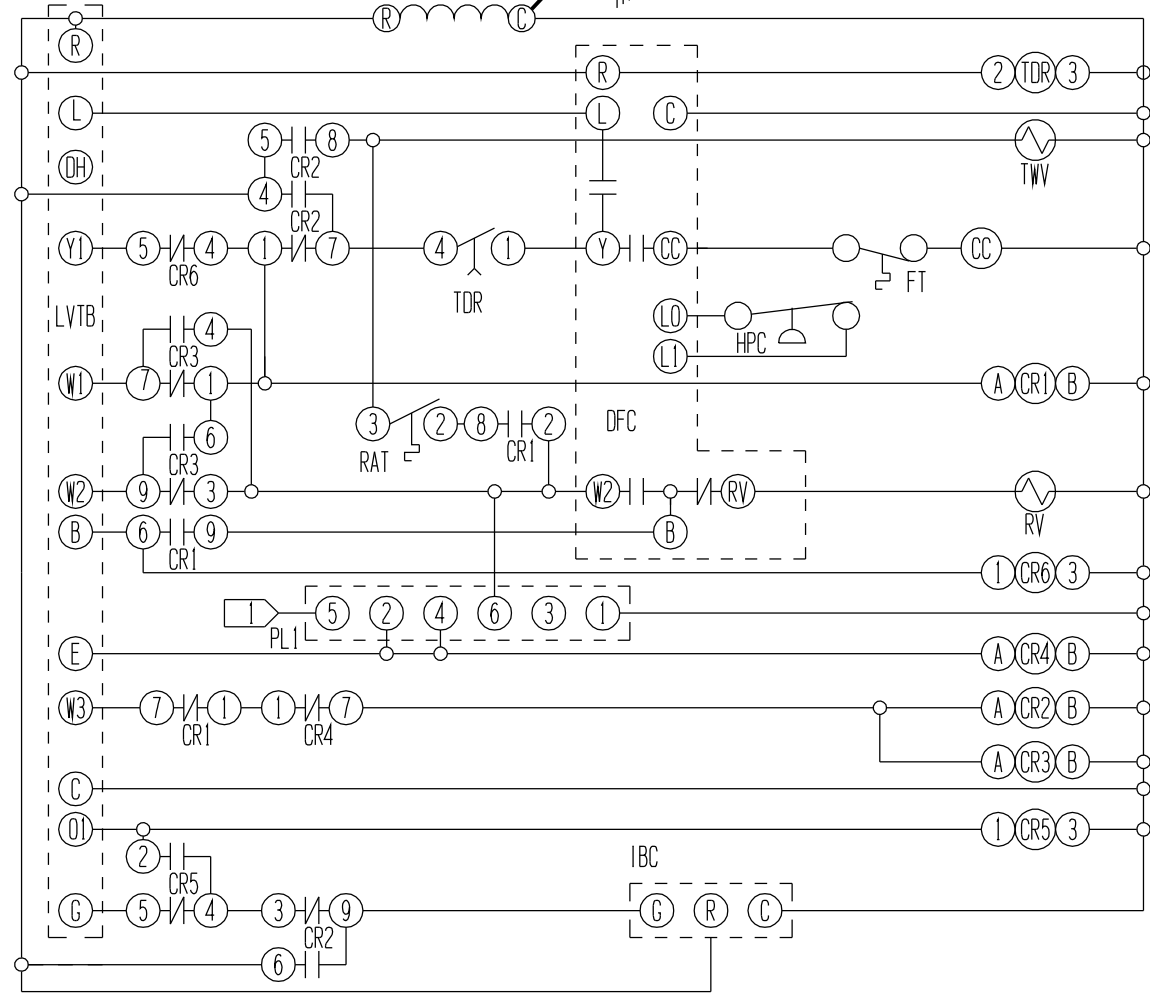 R C
R
R 2 TDR 3
L L C
5 8
CR2 TWV
DH
4
CR2
Y1 5 4 1 7 4 1 Y CC CC
CR6 TDR FT
LVTB 4 LO
CR3 HPC
L1
W1 7 1 A CR1 B
3 2 8 2 DFC
RAT CR1
6
CR3
W2 9 3 W2 RV
RV
B 6 9 B
CR1
1 CR6 3
1 5 2 4 6 3 1
PL1
E A CR4 B
W3 7 1 1 7 A CR2 B
CR1 CR4
A CR3 B
C
O1 1 CR5 3
2 IBC
CR5
G 5 4 3 9 G R C
CR2
6